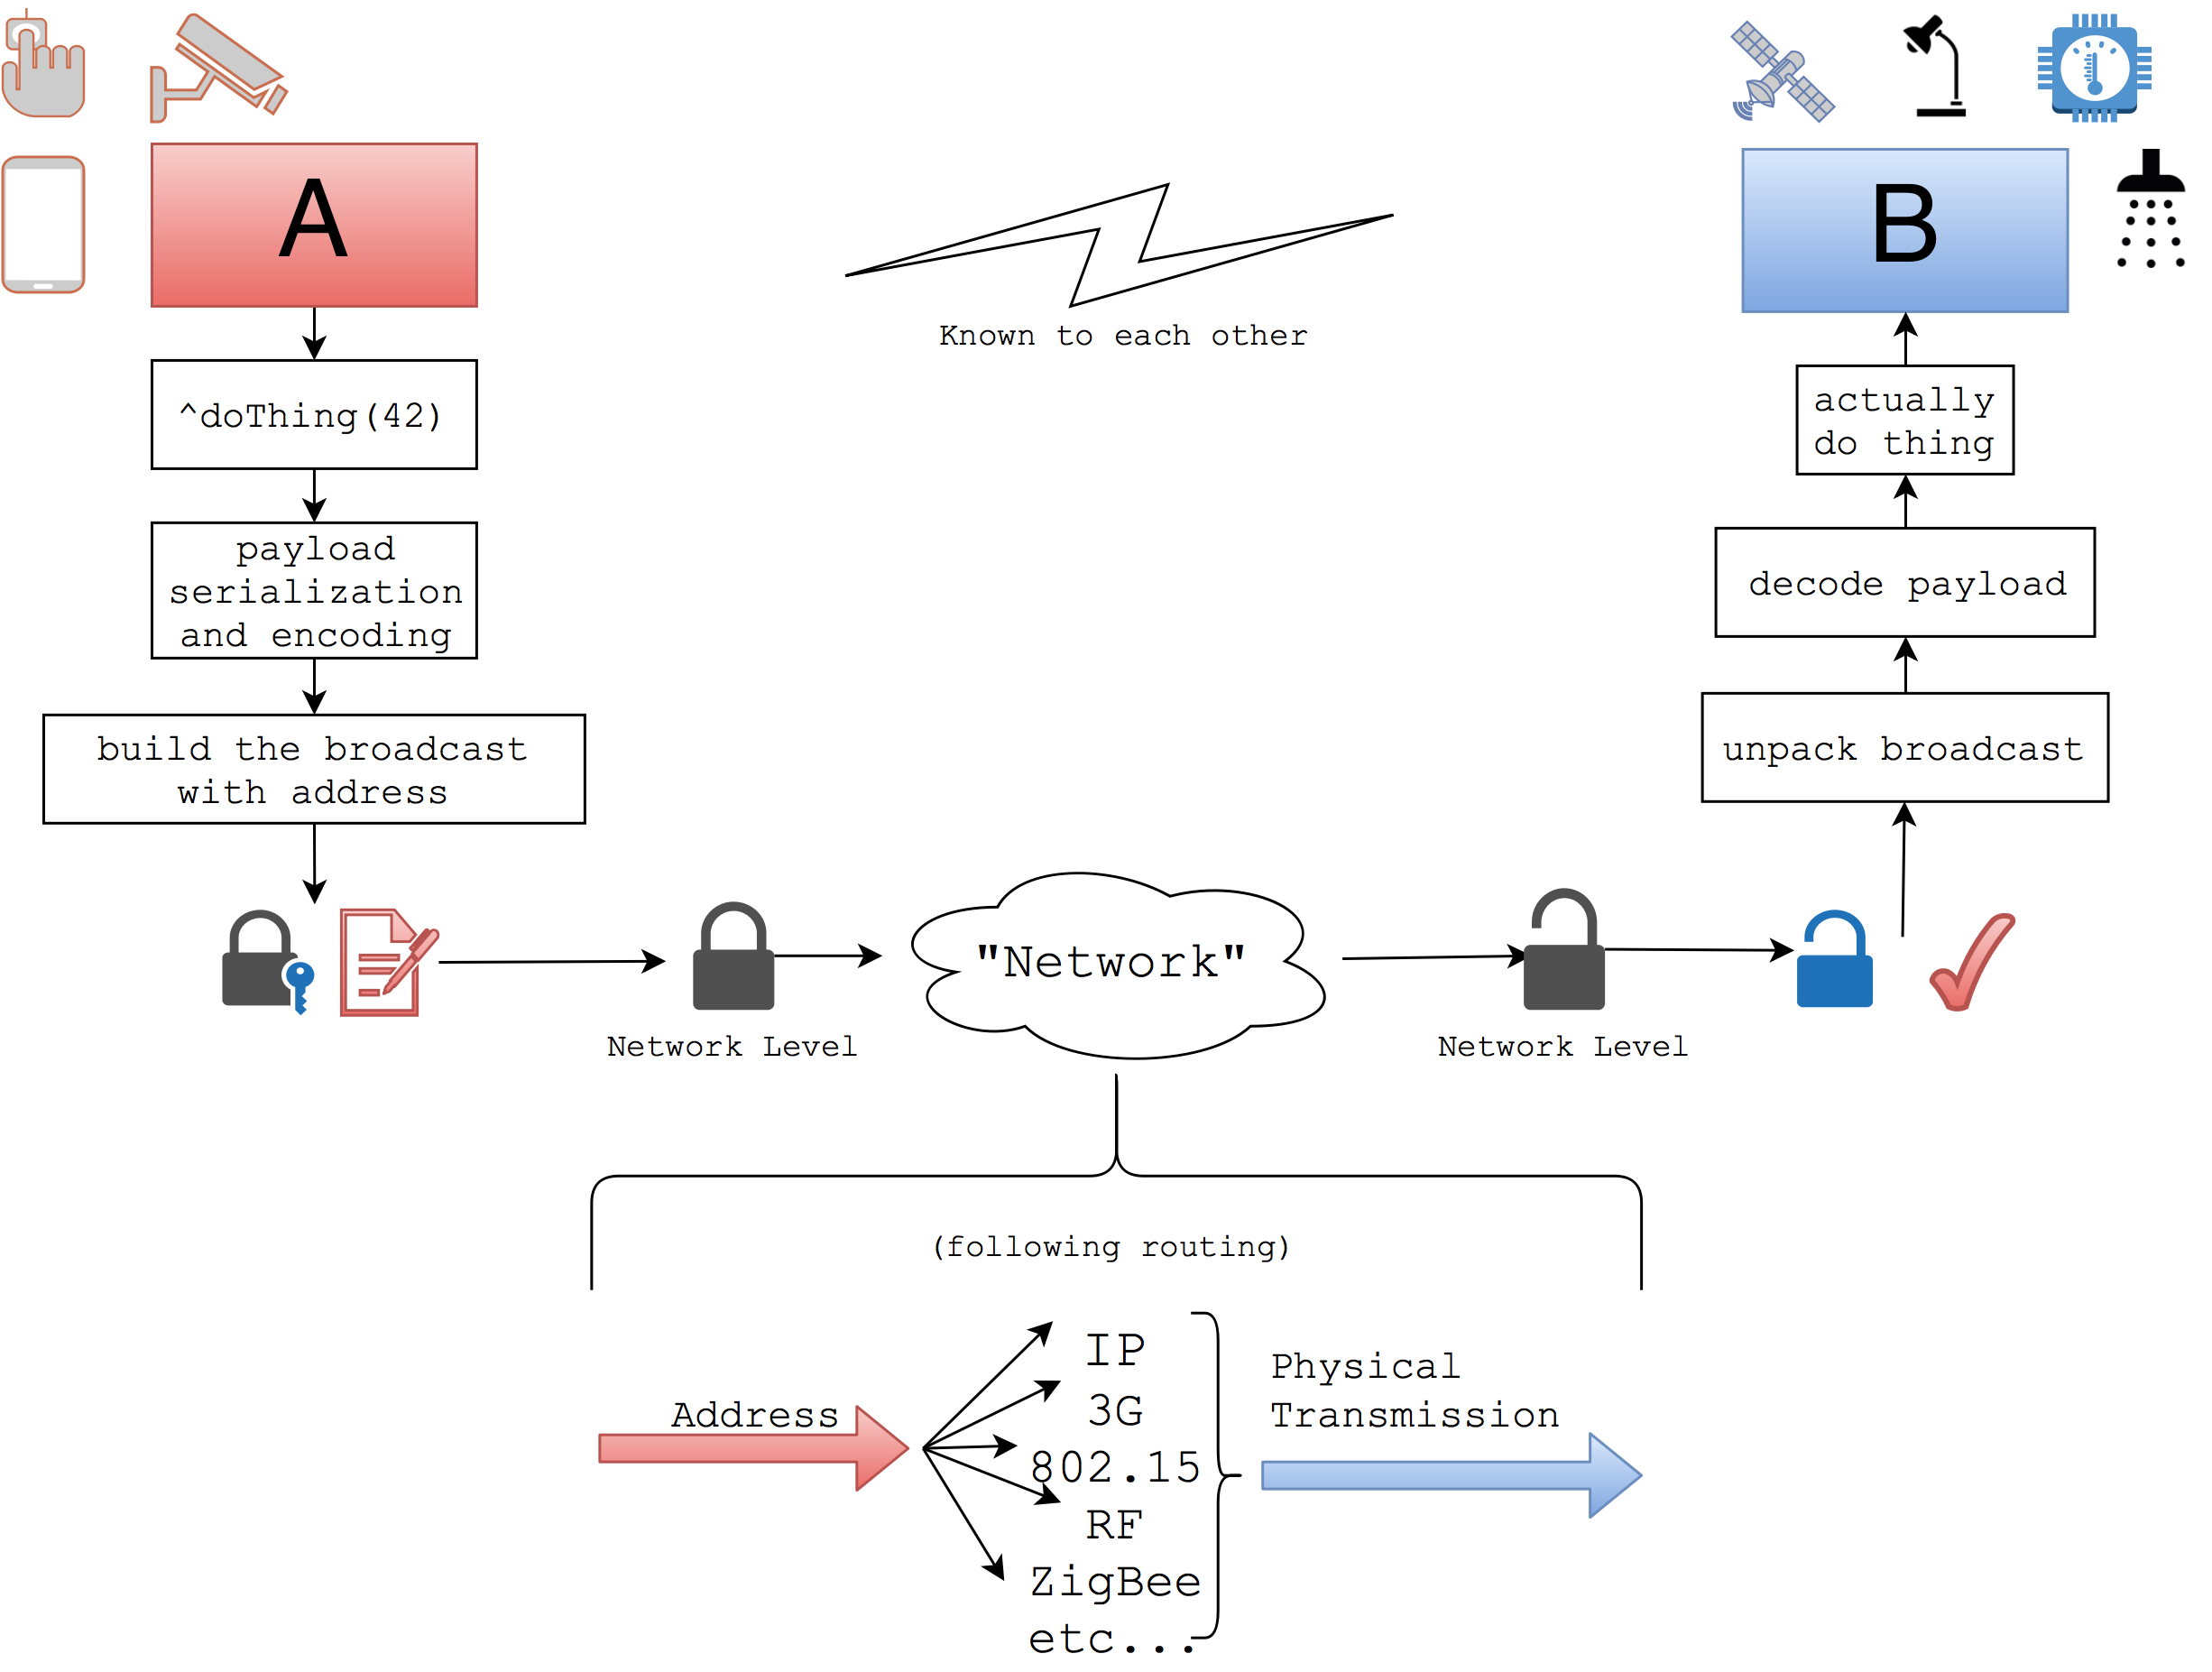 A
B
Known to each other
^doThing(42)
payload
serialization
and encoding
build the broadcast
with address
actually
do thing
decode payload
unpack broadcast
Network Level
"Network"
Network Level
(following routing)
Address
IP
3G
802.15
RF
ZigBee
etc...
Physical
Transmission